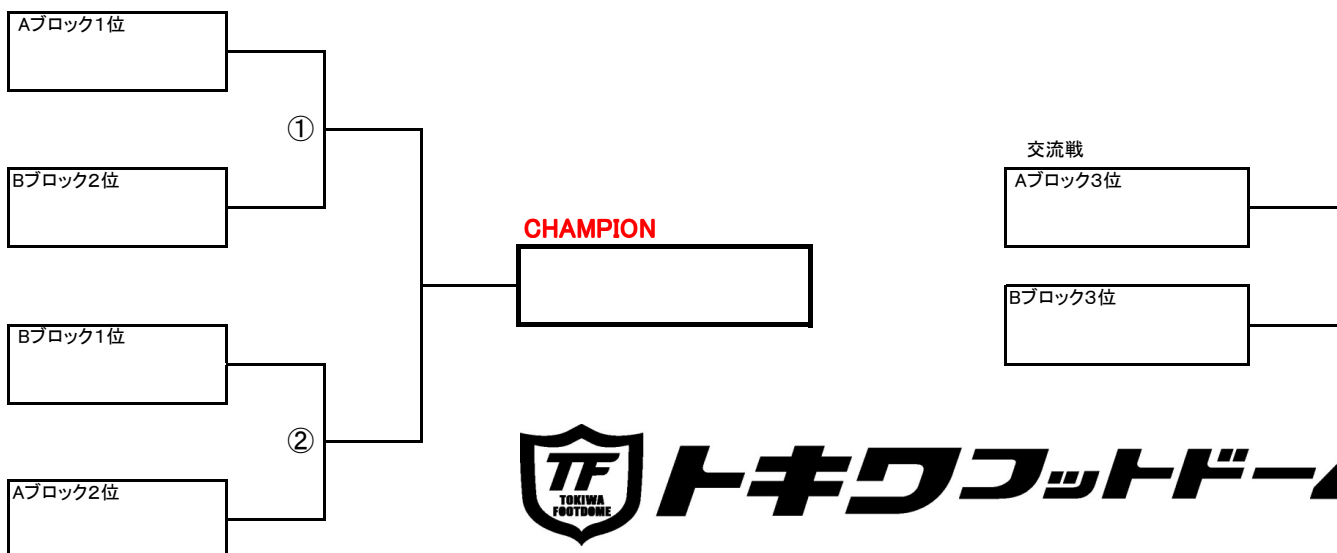 Aブロック1位
①
Bブロック2位
CHAMPION
Bブロック1位
②
Aブロック2位
交流戦
Aブロック3位
Bブロック3位
TF
TOKIWA
FOOTDOME
トキワフットドーム